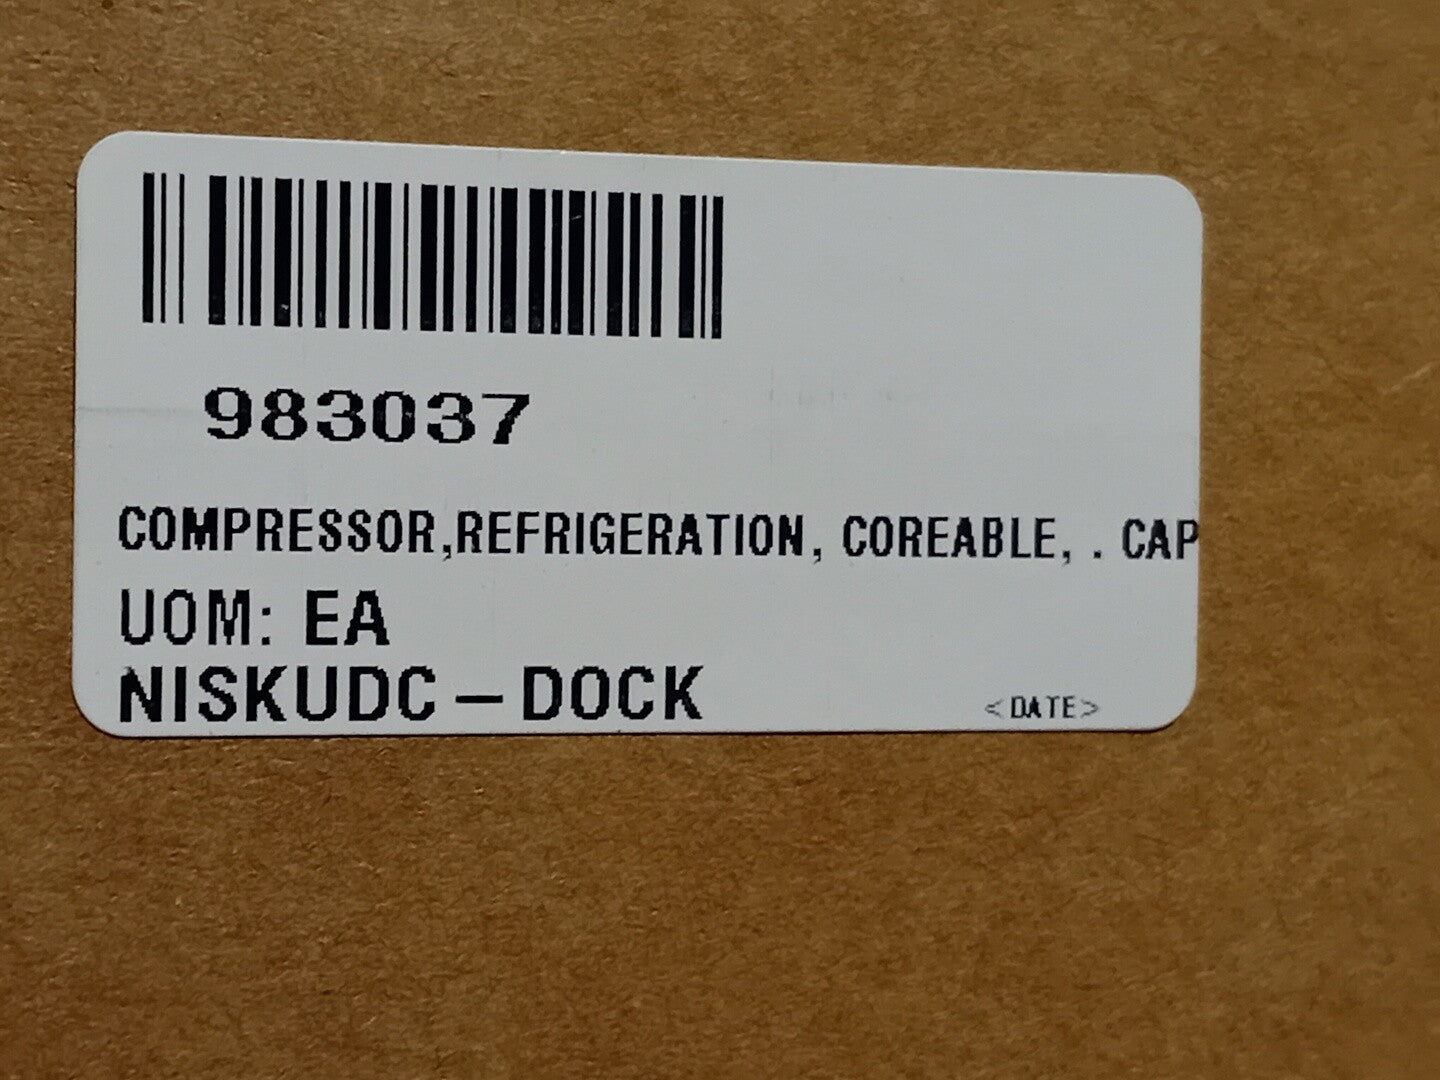 983037
COMPRESSOR,REFRIGERATION, COREABLE, . CAP
UOM: EA
NISKUDC – DOCK
<DATE>